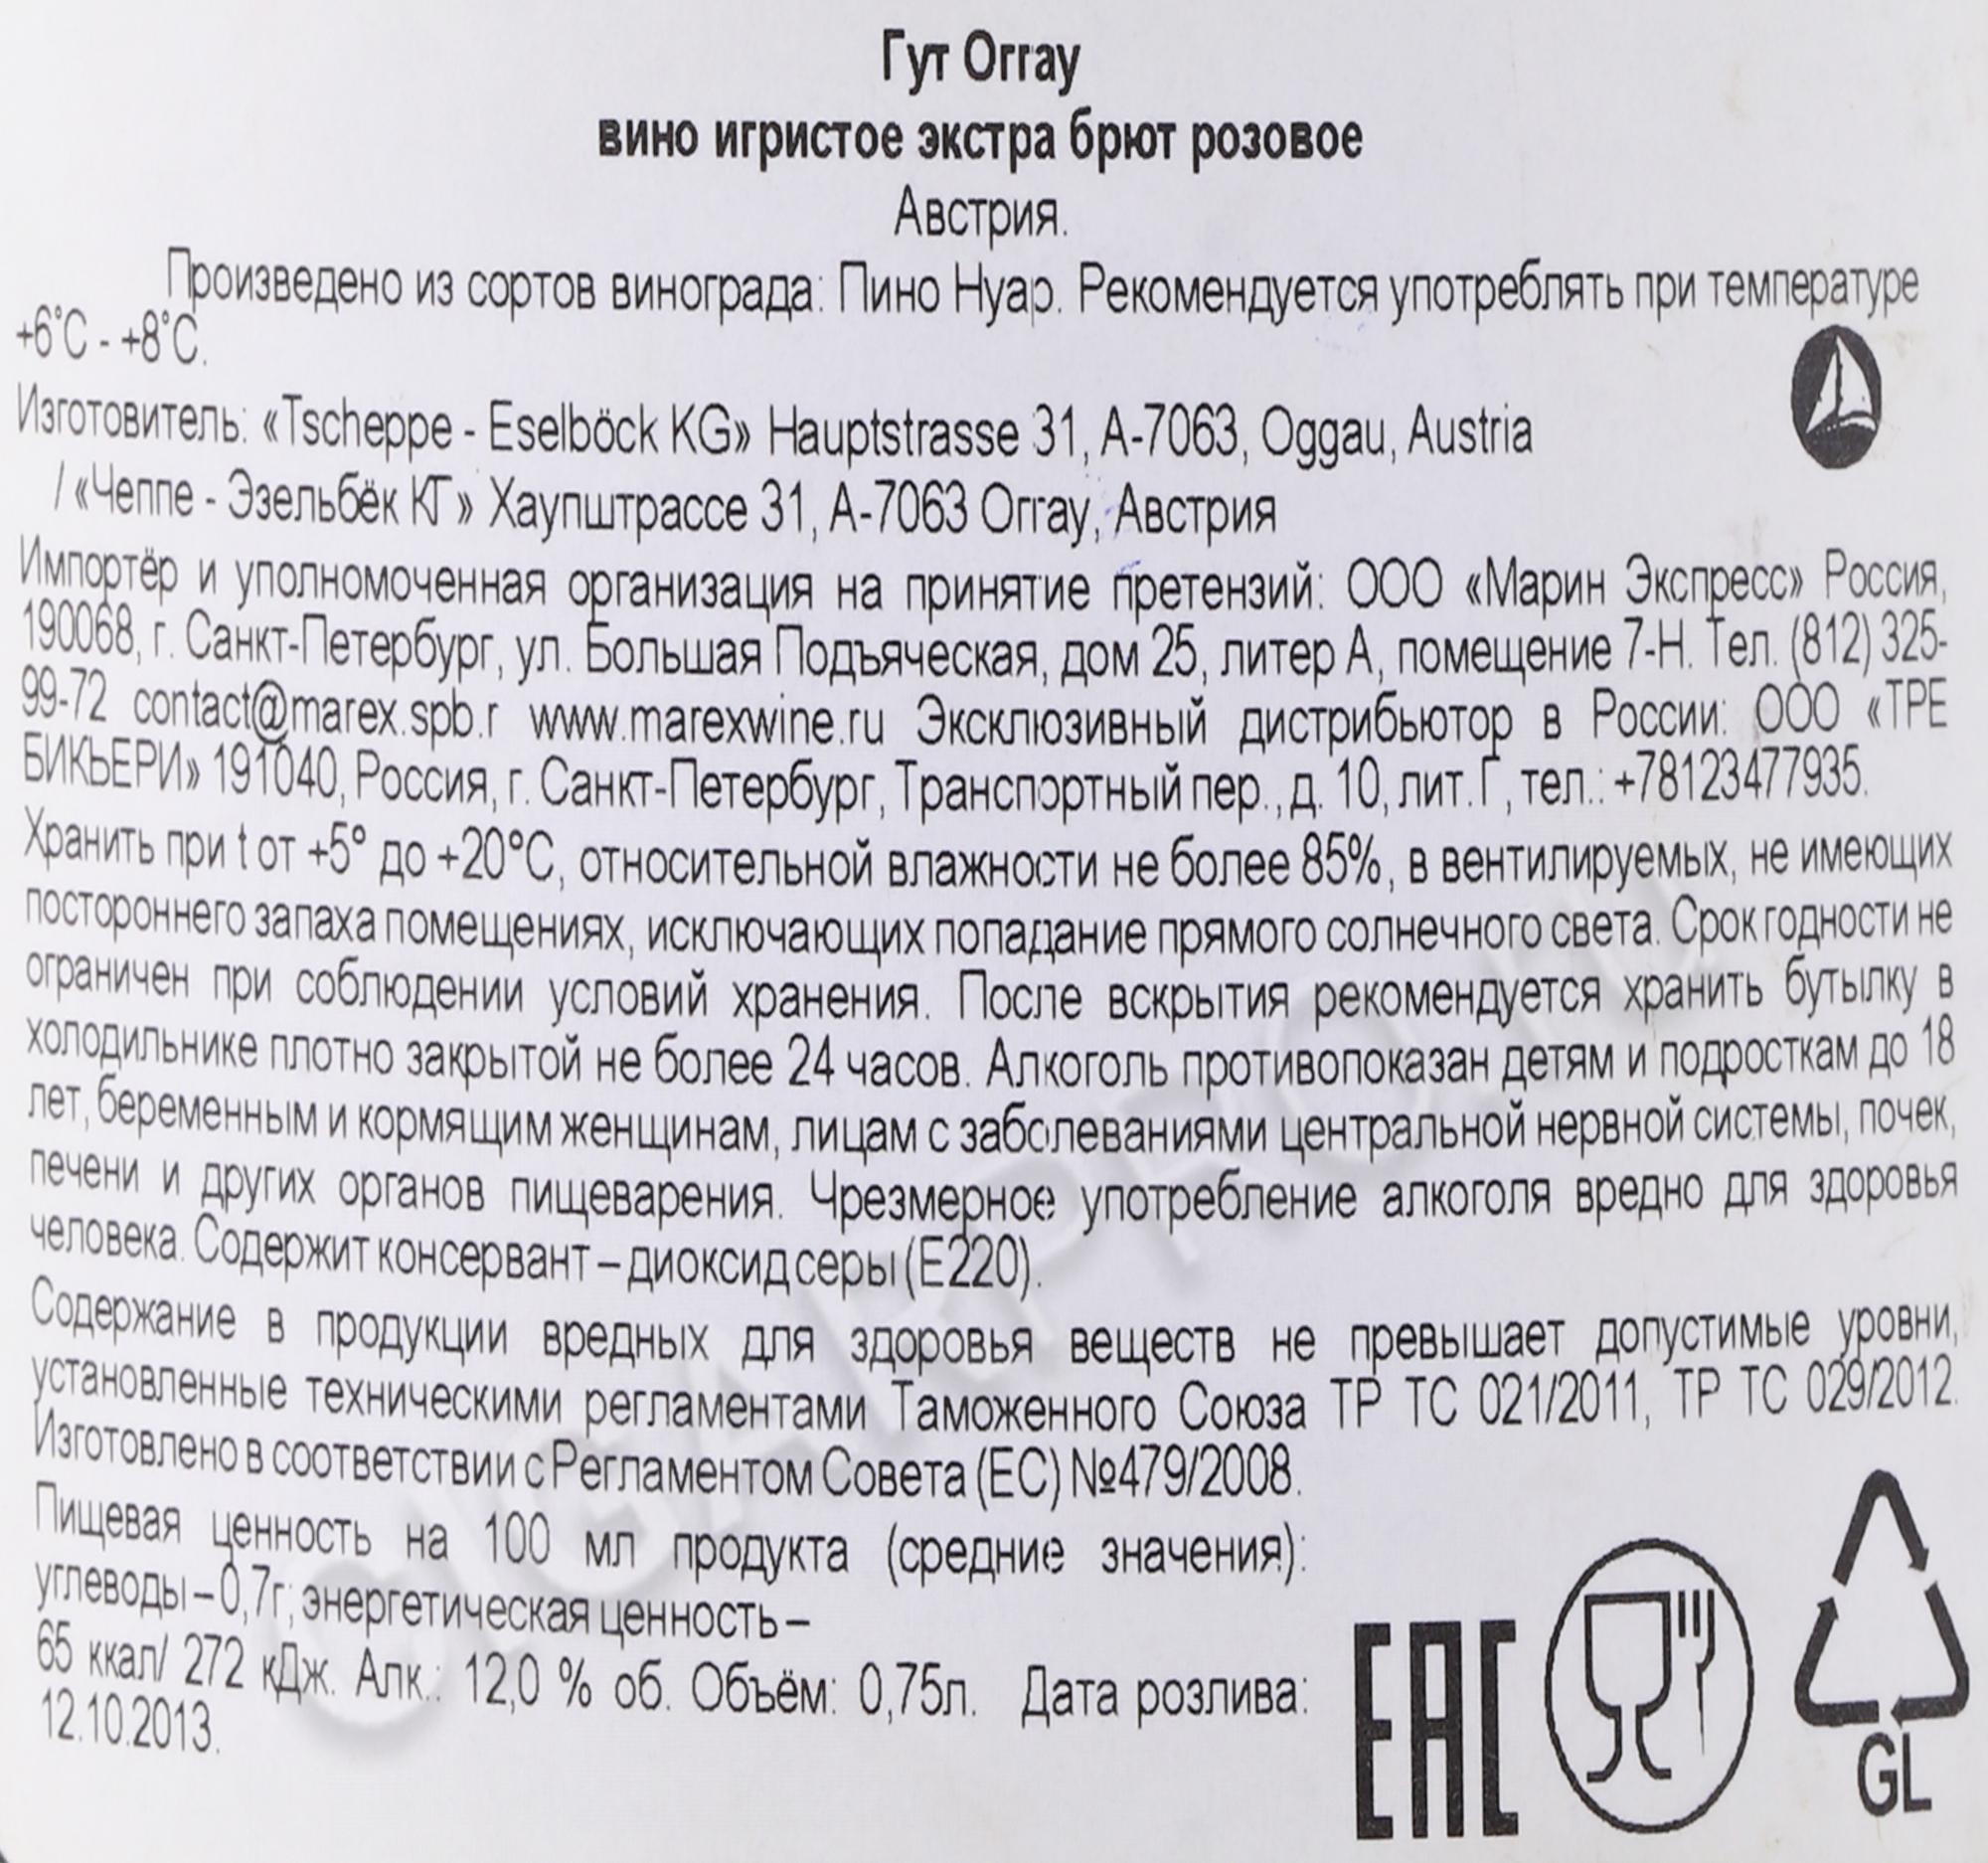 Гут Оггау
вино игристое экстра брют розовое
Австрия.
Произведено из сортов винограда: Пино Нуар. Рекомендуется употреблять при температуре
+6°C - +8°C.
Изготовитель: «Tscheppe - Eselböck KG» Hauptstrasse 31, A-7063, Oggau, Austria
/ «Чеппе - Эзельбёк КГ» Хауптштрассе 31, А-7063 Оггау, Австрия
Импортёр и уполномоченная организация на принятие претензий: ООО «Марин Экспресс» Россия,
190068, г. Санкт-Петербург, ул. Большая Подъяческая, дом 25, литер А, помещение 7-Н. Тел. (812) 325-
99-72 contact@marex.spb.r www.marexwine.ru Эксклюзивный дистрибьютор в России: ООО «ТРЕ
БИКЬЕРИ» 191040, Россия, г. Санкт-Петербург, Транспортный пер., д. 10, лит.Г, тел.: +78123477935.
Хранить при t от +5° до +20°С, относительной влажности не более 85%, в вентилируемых, не имеющих
постороннего запаха помещениях, исключающих попадание прямого солнечного света. Срок годности не
ограничен при соблюдении условий хранения. После вскрытия рекомендуется хранить бутылку в
холодильнике плотно закрытой не более 24 часов. Алкоголь противопоказан детям и подросткам до 18
лет, беременным и кормящим женщинам, лицам с заболеваниями центральной нервной системы, почек,
печени и других органов пищеварения. Чрезмерное употребление алкоголя вредно для здоровья
человека. Содержит консервант – диоксид серы (Е220).
Содержание в продукции вредных для здоровья веществ не превышает допустимые уровни,
установленные техническими регламентами Таможенного Союза ТР ТС 021/2011, ТР ТС 029/2012.
Изготовлено в соответствии с Регламентом Совета (ЕС) №479/2008.
Пищевая ценность на 100 мл продукта (средние значения):
углеводы – 0,7г; энергетическая ценность –
65 ккал/ 272 кДж. Алк.: 12,0 % об. Объём: 0,75л. Дата розлива:
12.10.2013.
EAC
GL
CIGARPRO.ru